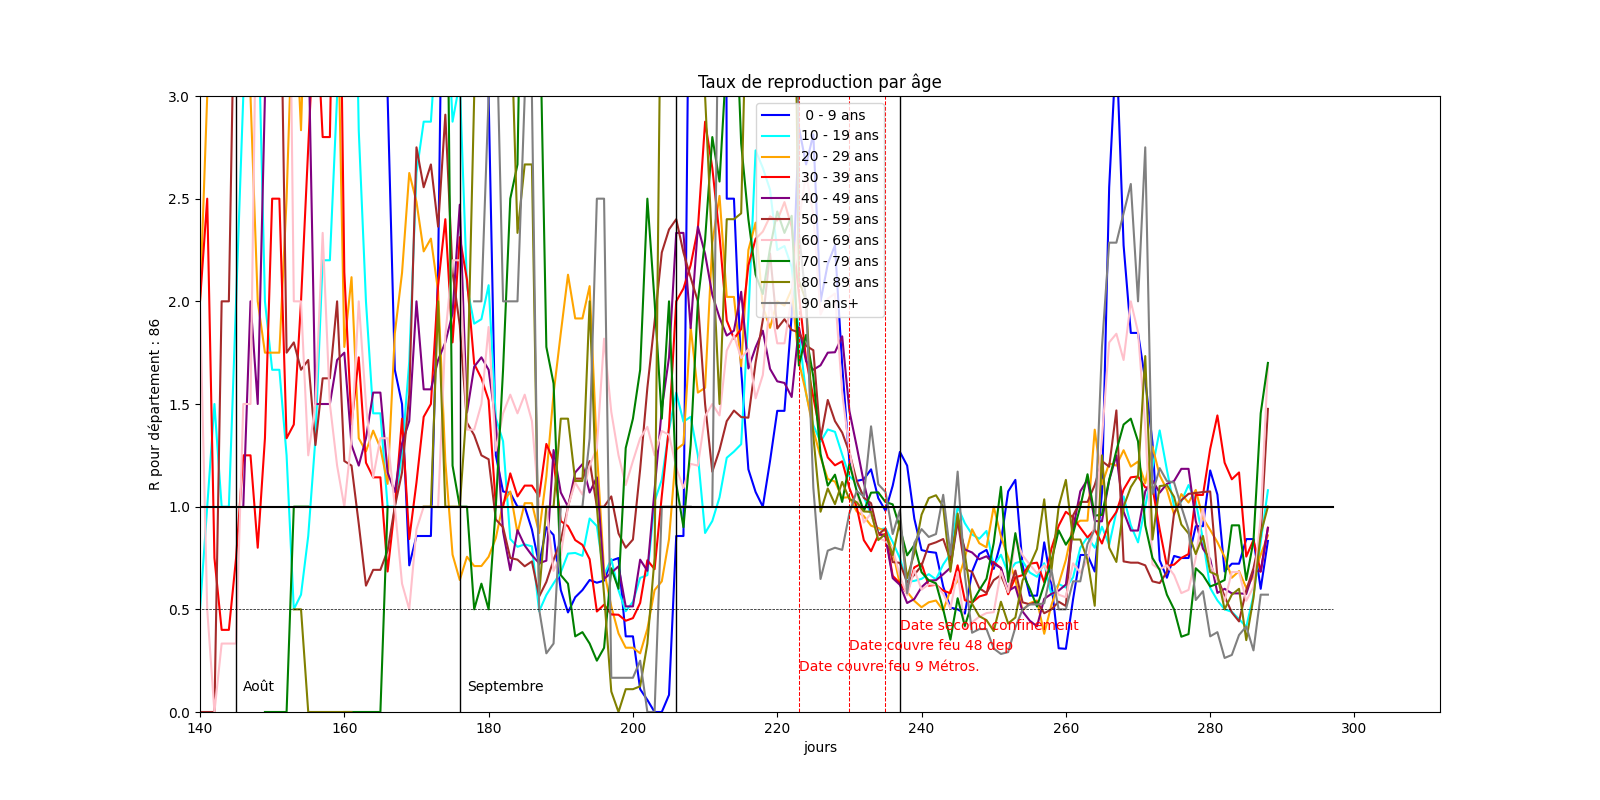 Taux de reproduction par âge
3.0
2.5
2.0
1.5
1.0
0.5
0.0
R pour département : 86
0 - 9 ans
10 - 19 ans
20 - 29 ans
30 - 39 ans
40 - 49 ans
50 - 59 ans
60 - 69 ans
70 - 79 ans
80 - 89 ans
90 ans+
Date second confinement
Date couvre feu 48 dep
Date couvre feu 9 Métros.
Août
Septembre
140 160 180 200 220 240 260 280 300
jours